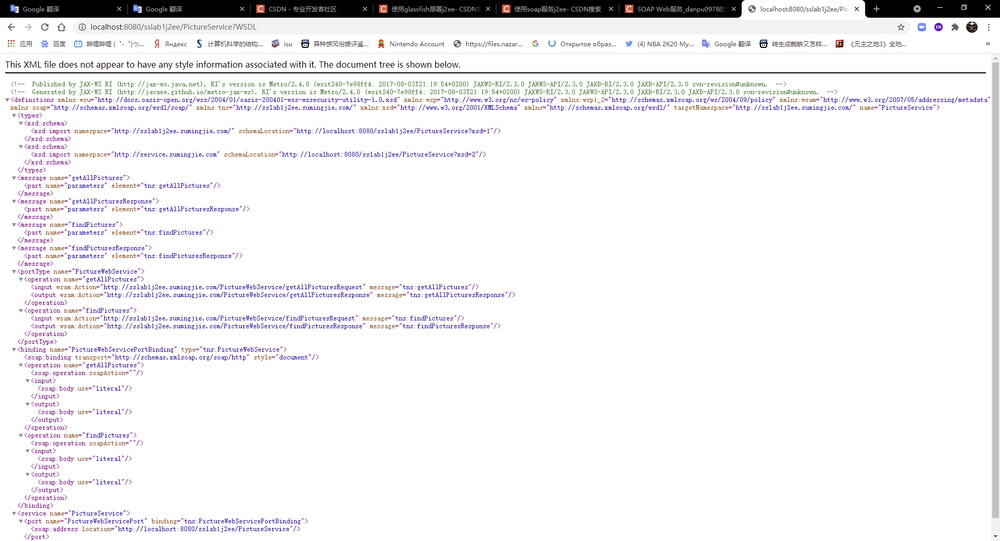 Google 翻译
Google 翻译
CSDN - 专业开发者社区
使用glassfish部署j2ee- CSDN搜
使用soap服务j2ee- CSDN搜索
SOAP Web服务_danpu0978的
localhost:8080/sslab1j2ee/Pict
localhost:8080/sslab1j2ee/PictureService?WSDL
EN
应用
百度
哔哩哔哩 ( ゜- ゜)つ...
Яндекс
计算机科学的结构...
isu
异种族风俗娘评鉴...
Nintendo Account
https://files.nazar...
Открытое образ...
(4) NBA 2K20 My...
Google 翻译
转生成蜘蛛又怎样...
《无主之地3》全地...
»
This XML file does not appear to have any style information associated with it. The document tree is shown below.
<!-- Published by JAX-WS RI (http://jax-ws.java.net). RI's version is Metro/2.4.0 (wsit240-7e98ff4; 2017-08-03T21:19:54+0200) JAXWS-RI/2.3.0 JAXWS-API/2.3.0 JAXB-RI/2.3.0 JAXB-API/2.3.0 svn-revision#unknown. -->
<!-- Generated by JAX-WS RI (http://javaee.github.io/metro-jax-ws). RI's version is Metro/2.4.0 (wsit240-7e98ff4; 2017-08-03T21:19:54+0200) JAXWS-RI/2.3.0 JAXWS-API/2.3.0 JAXB-RI/2.3.0 JAXB-API/2.3.0 svn-revision#unknown. -->
<definitions xmlns:wsu="http://docs.oasis-open.org/wss/2004/01/oasis-200401-wss-wssecurity-utility-1.0.xsd" xmlns:wsp="http://www.w3.org/ns/ws-policy" xmlns:wsp1_2="http://schemas.xmlsoap.org/ws/2004/09/policy" xmlns:wsam="http://www.w3.org/2007/05/addressing/metadata"
xmlns:soap="http://schemas.xmlsoap.org/wsdl/soap/" xmlns:tns="http://sslab1j2ee.sumingjie.com/" xmlns:xsd="http://www.w3.org/2001/XMLSchema" xmlns="http://schemas.xmlsoap.org/wsdl/" targetNamespace="http://sslab1j2ee.sumingjie.com/" name="PictureService">
<types>
<xsd:schema>
<xsd:import namespace="http://sslab1j2ee.sumingjie.com/" schemaLocation="http://localhost:8080/sslab1j2ee/PictureService?xsd=1"/>
</xsd:schema>
<xsd:schema>
<xsd:import namespace="http://service.sumingjie.com" schemaLocation="http://localhost:8080/sslab1j2ee/PictureService?xsd=2"/>
</xsd:schema>
</types>
<message name="getAllPictures">
<part name="parameters" element="tns:getAllPictures"/>
</message>
<message name="getAllPicturesResponse">
<part name="parameters" element="tns:getAllPicturesResponse"/>
</message>
<message name="findPictures">
<part name="parameters" element="tns:findPictures"/>
</message>
<message name="findPicturesResponse">
<part name="parameters" element="tns:findPicturesResponse"/>
</message>
<portType name="PictureWebService">
<operation name="getAllPictures">
<input wsam:Action="http://sslab1j2ee.sumingjie.com/PictureWebService/getAllPicturesRequest" message="tns:getAllPictures"/>
<output wsam:Action="http://sslab1j2ee.sumingjie.com/PictureWebService/getAllPicturesResponse" message="tns:getAllPicturesResponse"/>
</operation>
<operation name="findPictures">
<input wsam:Action="http://sslab1j2ee.sumingjie.com/PictureWebService/findPicturesRequest" message="tns:findPictures"/>
<output wsam:Action="http://sslab1j2ee.sumingjie.com/PictureWebService/findPicturesResponse" message="tns:findPicturesResponse"/>
</operation>
</portType>
<binding name="PictureWebServicePortBinding" type="tns:PictureWebService">
<soap:binding transport="http://schemas.xmlsoap.org/soap/http" style="document"/>
<operation name="getAllPictures">
<soap:operation soapAction=""/>
<input>
<soap:body use="literal"/>
</input>
<output>
<soap:body use="literal"/>
</output>
</operation>
<operation name="findPictures">
<soap:operation soapAction=""/>
<input>
<soap:body use="literal"/>
</input>
<output>
<soap:body use="literal"/>
</output>
</operation>
</binding>
<service name="PictureService">
<port name="PictureWebServicePort" binding="tns:PictureWebServicePortBinding">
<soap:address location="http://localhost:8080/sslab1j2ee/PictureService"/>
</port>